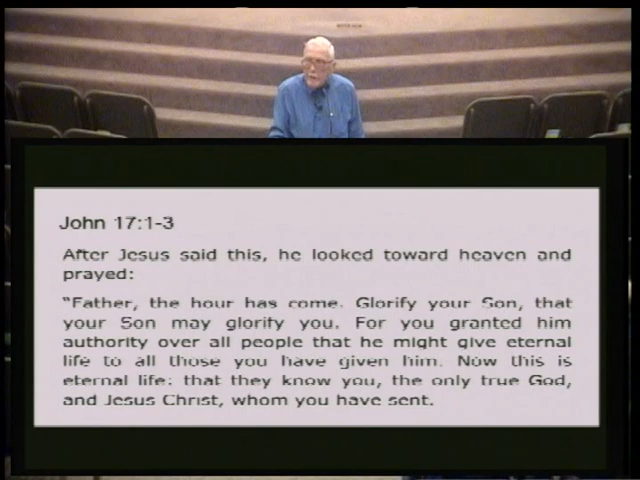 John 17:1-3
After Jesus said this, he looked toward heaven and
prayed:
“Father, the hour has come. Glorify your Son, that
your Son may glorify you. For you granted him
authority over all people that he might give eternal
life to all those you have given him. Now this is
eternal life: that they know you, the only true God,
and Jesus Christ, whom you have sent.